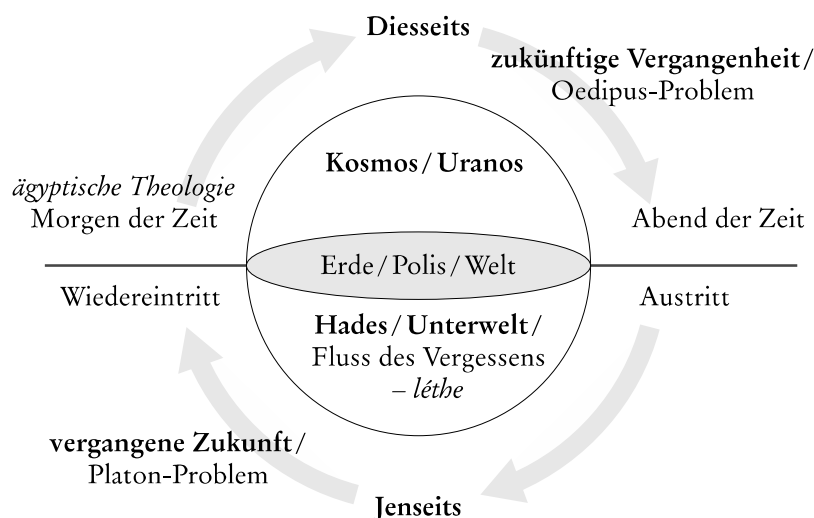 Diesseits
zukünftige Vergangenheit/
Oedipus-Problem
Kosmos/Uranos
ägyptische Theologie
Morgen der Zeit
Abend der Zeit
Erde/Polis/Welt
Wiedereintritt
Austritt
Hades/Unterwelt/
Fluss des Vergessens
– léthe
vergangene Zukunft/
Platon-Problem
Jenseits